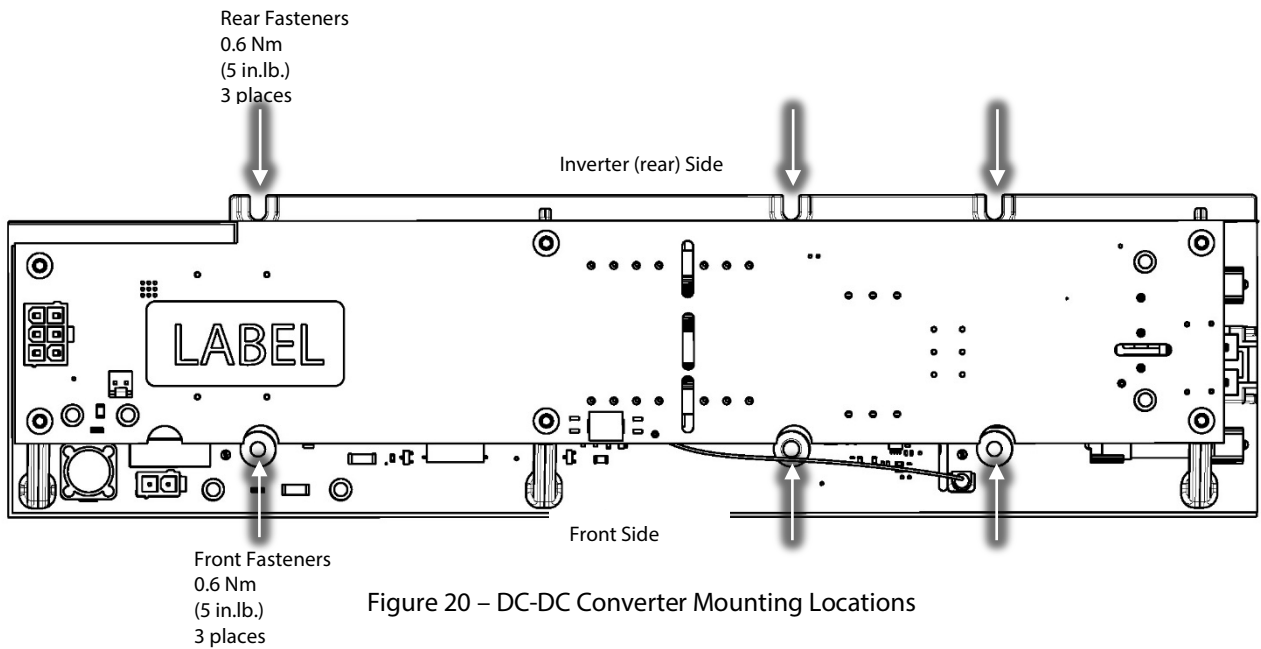 Rear Fasteners
0.6 Nm
(5 in.lb.)
3 places
Inverter (rear) Side
LABEL
Front Side
Front Fasteners
0.6 Nm
(5 in.lb.)
3 places
Figure 20 – DC-DC Converter Mounting Locations